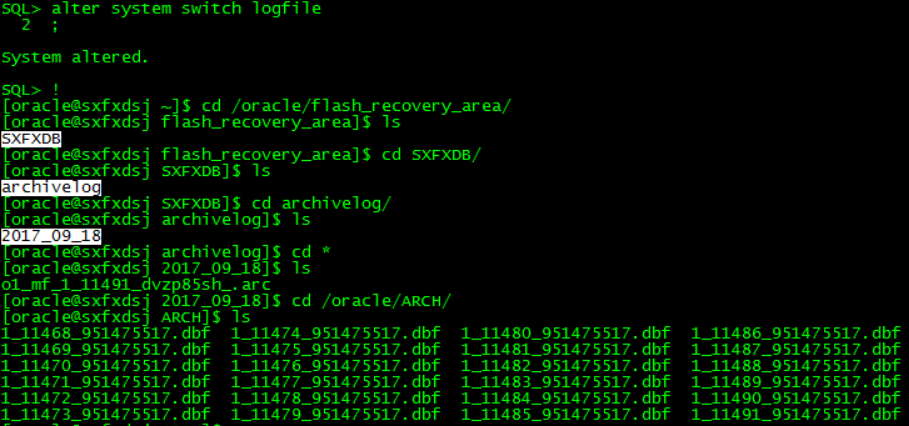 SQL> alter system switch logfile
  2  ;
System altered.
SQL> !
[oracle@sxfxdsj ~]$ cd /oracle/flash_recovery_area/
[oracle@sxfxdsj flash_recovery_area]$ ls
SXFXDB
[oracle@sxfxdsj flash_recovery_area]$ cd SXFXDB/
[oracle@sxfxdsj SXFXDB]$ ls
archivelog
[oracle@sxfxdsj SXFXDB]$ cd archivelog/
[oracle@sxfxdsj archivelog]$ ls
2017_09_18
[oracle@sxfxdsj archivelog]$ cd *
[oracle@sxfxdsj 2017_09_18]$ ls
o1_mf_1_11491_dvzp85sh_.arc
[oracle@sxfxdsj 2017_09_18]$ cd /oracle/ARCH/
[oracle@sxfxdsj ARCH]$ ls
1_11468_951475517.dbf  1_11474_951475517.dbf  1_11480_951475517.dbf  1_11486_951475517.dbf
1_11469_951475517.dbf  1_11475_951475517.dbf  1_11481_951475517.dbf  1_11487_951475517.dbf
1_11470_951475517.dbf  1_11476_951475517.dbf  1_11482_951475517.dbf  1_11488_951475517.dbf
1_11471_951475517.dbf  1_11477_951475517.dbf  1_11483_951475517.dbf  1_11489_951475517.dbf
1_11472_951475517.dbf  1_11478_951475517.dbf  1_11484_951475517.dbf  1_11490_951475517.dbf
1_11473_951475517.dbf  1_11479_951475517.dbf  1_11485_951475517.dbf  1_11491_951475517.dbf